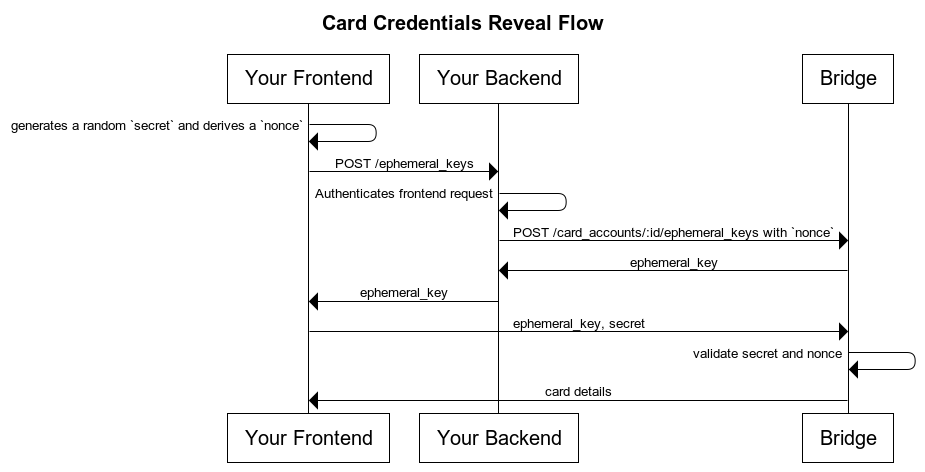 Card Credentials Reveal Flow
Your Frontend
Your Backend
Bridge
generates a random `secret` and derives a `nonce`
POST /ephemeral_keys
Authenticates frontend request
POST /card_accounts/:id/ephemeral_keys with `nonce`
ephemeral_key
ephemeral_key
ephemeral_key, secret
validate secret and nonce
card details
Your Frontend
Your Backend
Bridge